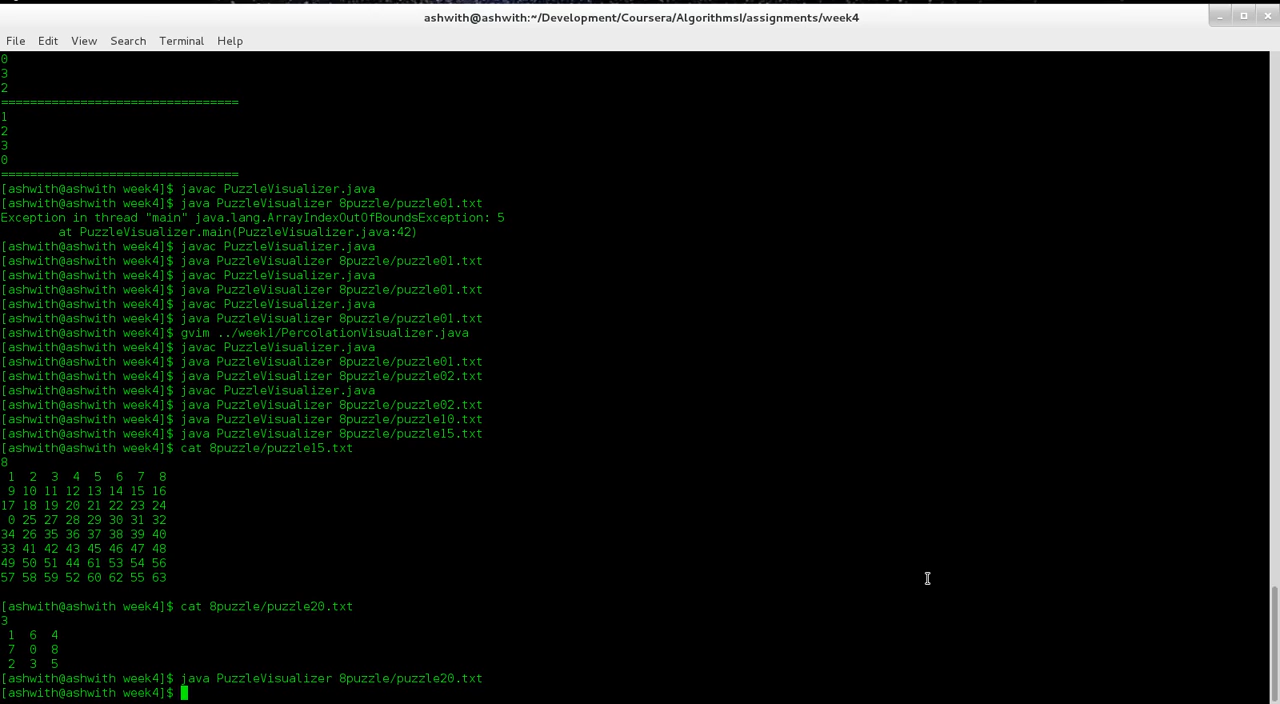 ashwith@ashwith:~/Development/Coursera/AlgorithmsI/assignments/week4
File Edit View Search Terminal Help
0
3
2
=================================
1
2
3
0
=================================
[ashwith@ashwith week4]$ javac PuzzleVisualizer.java
[ashwith@ashwith week4]$ java PuzzleVisualizer 8puzzle/puzzle01.txt
Exception in thread "main" java.lang.ArrayIndexOutOfBoundsException: 5
        at PuzzleVisualizer.main(PuzzleVisualizer.java:42)
[ashwith@ashwith week4]$ javac PuzzleVisualizer.java
[ashwith@ashwith week4]$ java PuzzleVisualizer 8puzzle/puzzle01.txt
[ashwith@ashwith week4]$ javac PuzzleVisualizer.java
[ashwith@ashwith week4]$ java PuzzleVisualizer 8puzzle/puzzle01.txt
[ashwith@ashwith week4]$ javac PuzzleVisualizer.java
[ashwith@ashwith week4]$ java PuzzleVisualizer 8puzzle/puzzle01.txt
[ashwith@ashwith week4]$ gvim ../week1/PercolationVisualizer.java
[ashwith@ashwith week4]$ javac PuzzleVisualizer.java
[ashwith@ashwith week4]$ java PuzzleVisualizer 8puzzle/puzzle01.txt
[ashwith@ashwith week4]$ java PuzzleVisualizer 8puzzle/puzzle02.txt
[ashwith@ashwith week4]$ javac PuzzleVisualizer.java
[ashwith@ashwith week4]$ java PuzzleVisualizer 8puzzle/puzzle02.txt
[ashwith@ashwith week4]$ java PuzzleVisualizer 8puzzle/puzzle10.txt
[ashwith@ashwith week4]$ java PuzzleVisualizer 8puzzle/puzzle15.txt
[ashwith@ashwith week4]$ cat 8puzzle/puzzle15.txt
8
 1  2  3  4  5  6  7  8
 9 10 11 12 13 14 15 16
17 18 19 20 21 22 23 24
 0 25 27 28 29 30 31 32
34 26 35 36 37 38 39 40
33 41 42 43 45 46 47 48
49 50 51 44 61 53 54 56
57 58 59 52 60 62 55 63
[ashwith@ashwith week4]$ cat 8puzzle/puzzle20.txt
3
 1  6  4
 7  0  8
 2  3  5
[ashwith@ashwith week4]$ java PuzzleVisualizer 8puzzle/puzzle20.txt
[ashwith@ashwith week4]$